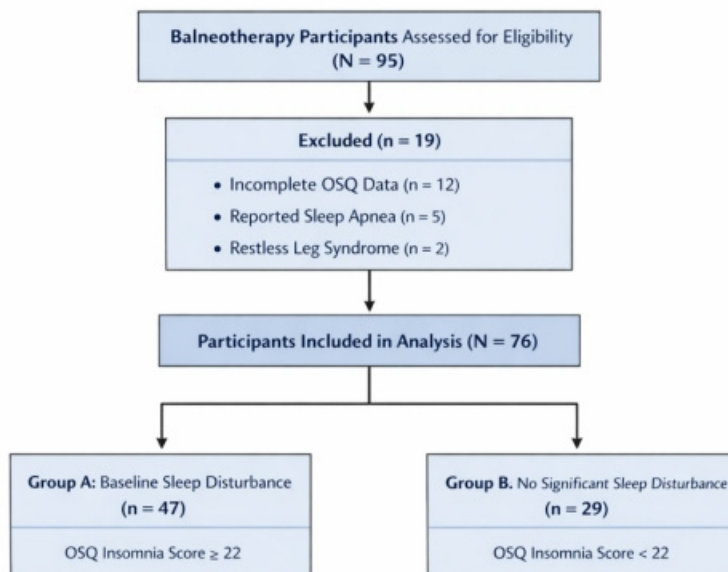 Balneotherapy Participants Assessed for Eligibility
(N = 95)
Excluded (n = 19)
• Incomplete OSQ Data (n = 12)
• Reported Sleep Apnea (n = 5)
• Restless Leg Syndrome (n = 2)
Participants Included in Analysis (N = 76)
Group A: Baseline Sleep Disturbance
(n = 47)
OSQ Insomnia Score ≥ 22
Group B. No Significant Sleep Disturbance
(n = 29)
OSQ Insomnia Score < 22